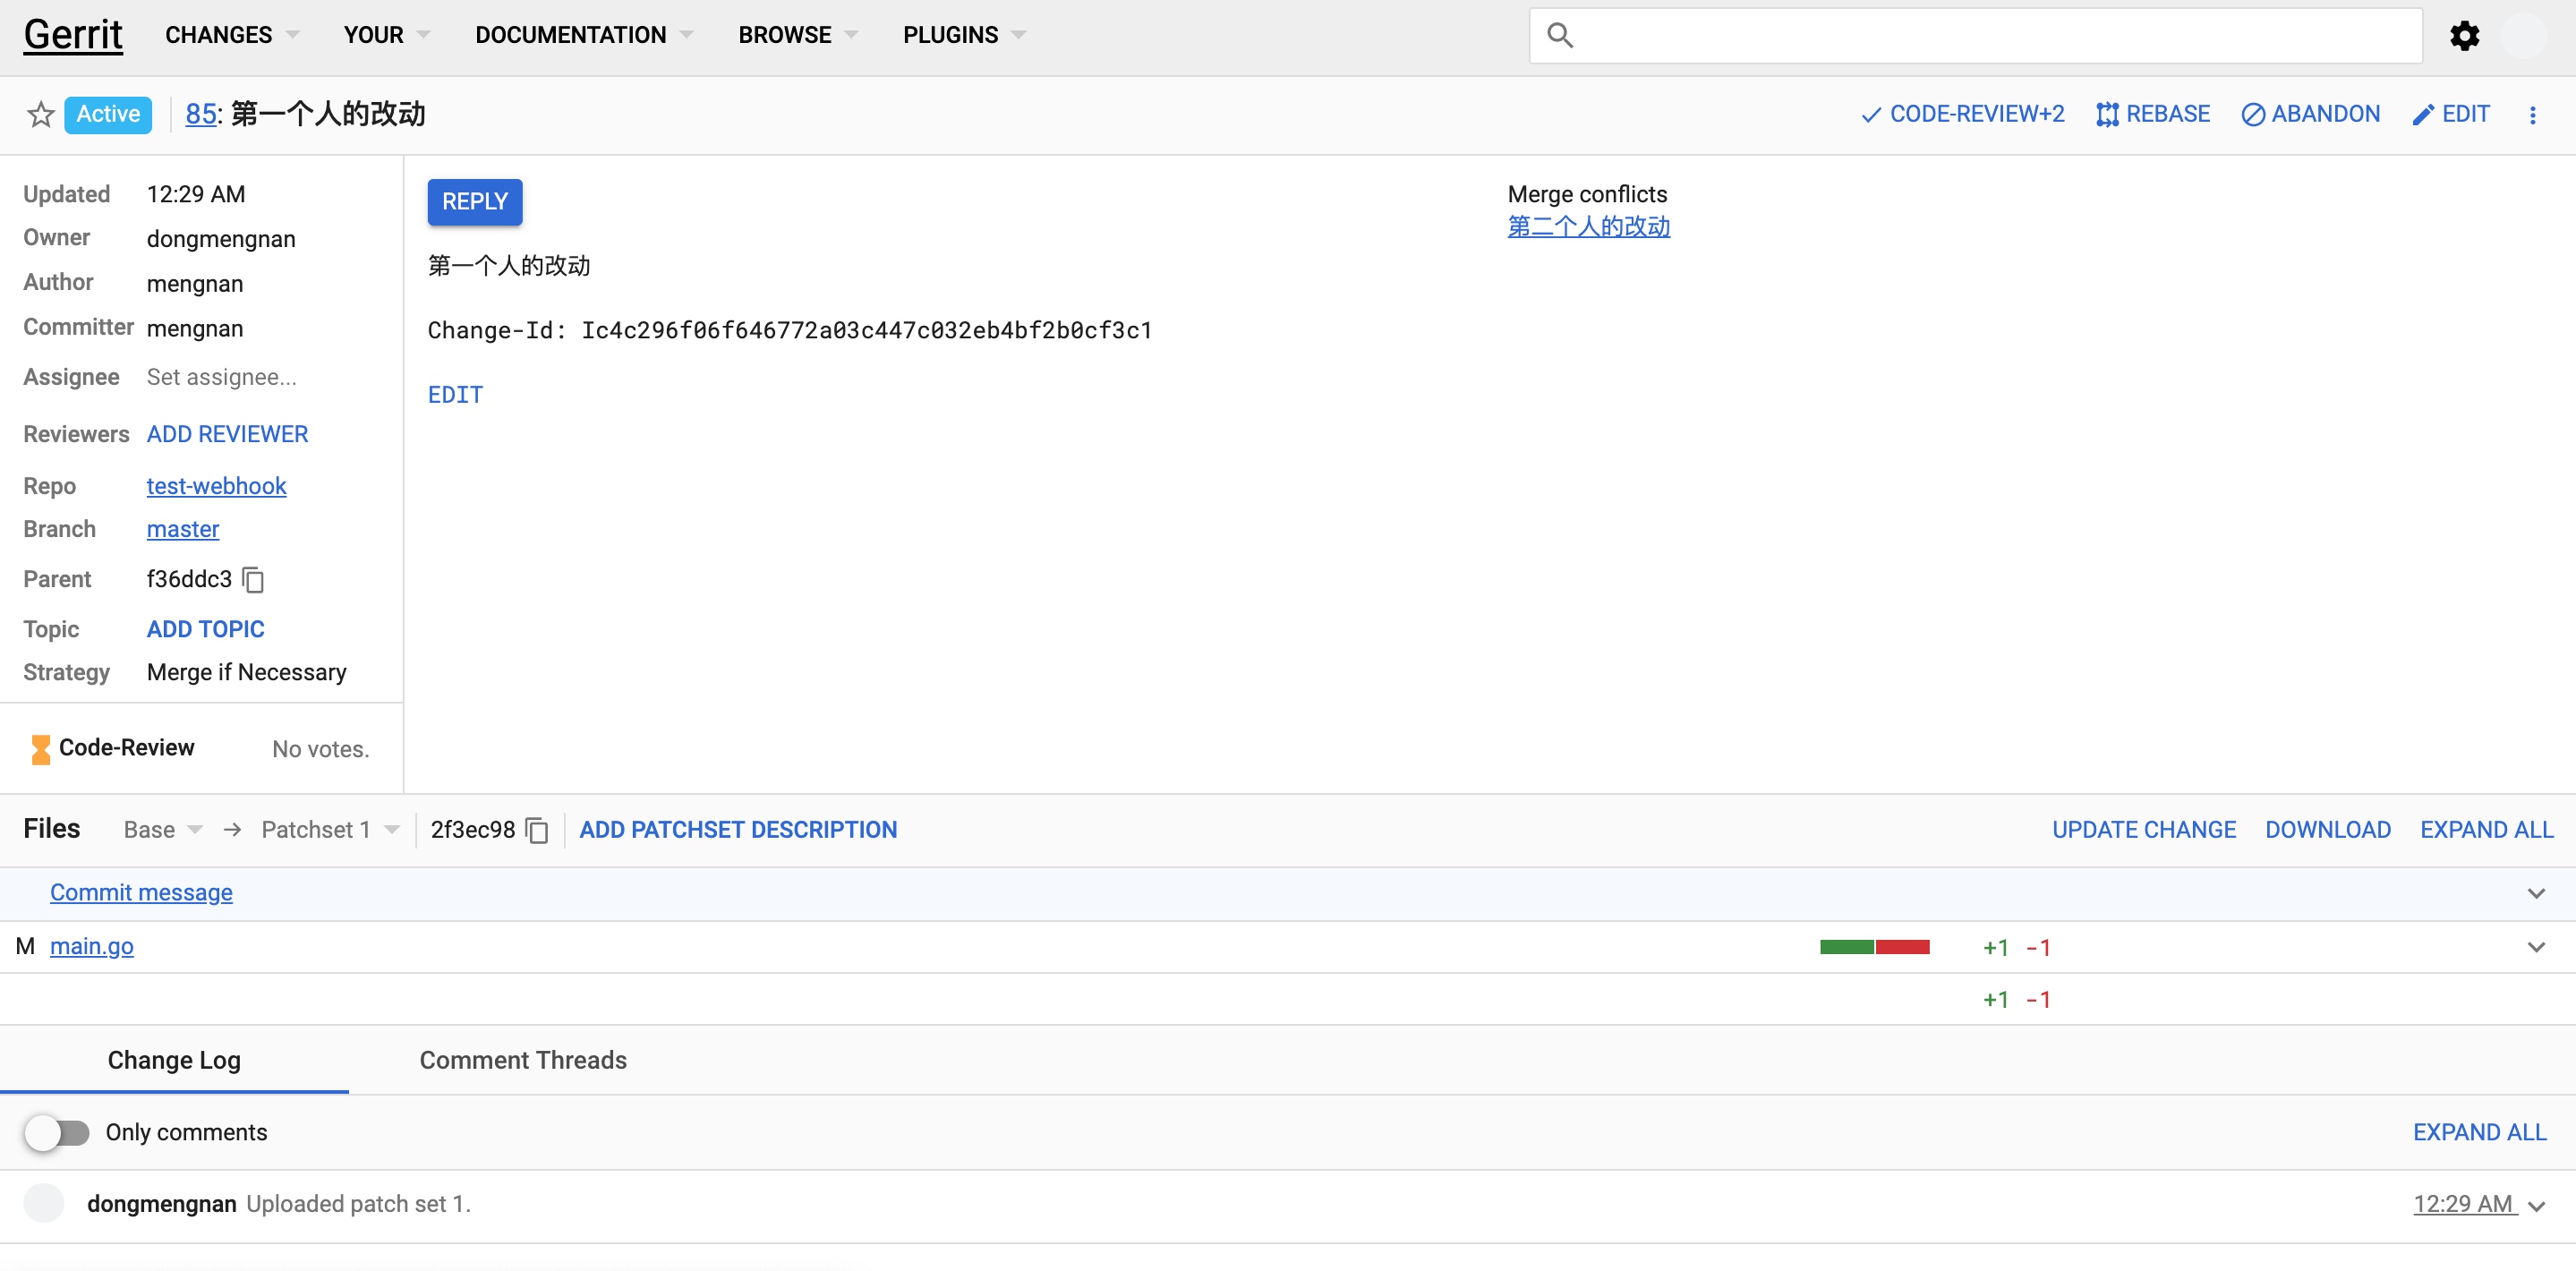 Gerrit CHANGES YOUR DOCUMENTATION BROWSE PLUGINS
Active 85: 第一个人的改动 CODE-REVIEW+2 REBASE ABANDON EDIT
Updated 12:29 AM
Owner dongmengnan
Author mengnan
Committer mengnan
Assignee Set assignee...
Reviewers ADD REVIEWER
Repo test-webhook
Branch master
Parent f36ddc3
Topic ADD TOPIC
Strategy Merge if Necessary
Code-Review No votes.
REPLY
第一个人的改动
Change-Id: Ic4c296f06f646772a03c447c032eb4bf2b0cf3c1
EDIT
Merge conflicts
第二个人的改动
Files Base → Patchset 1 2f3ec98 ADD PATCHSET DESCRIPTION UPDATE CHANGE DOWNLOAD EXPAND ALL
Commit message
M main.go +1 -1
+1 -1
Change Log Comment Threads
Only comments EXPAND ALL
dongmengnan Uploaded patch set 1. 12:29 AM